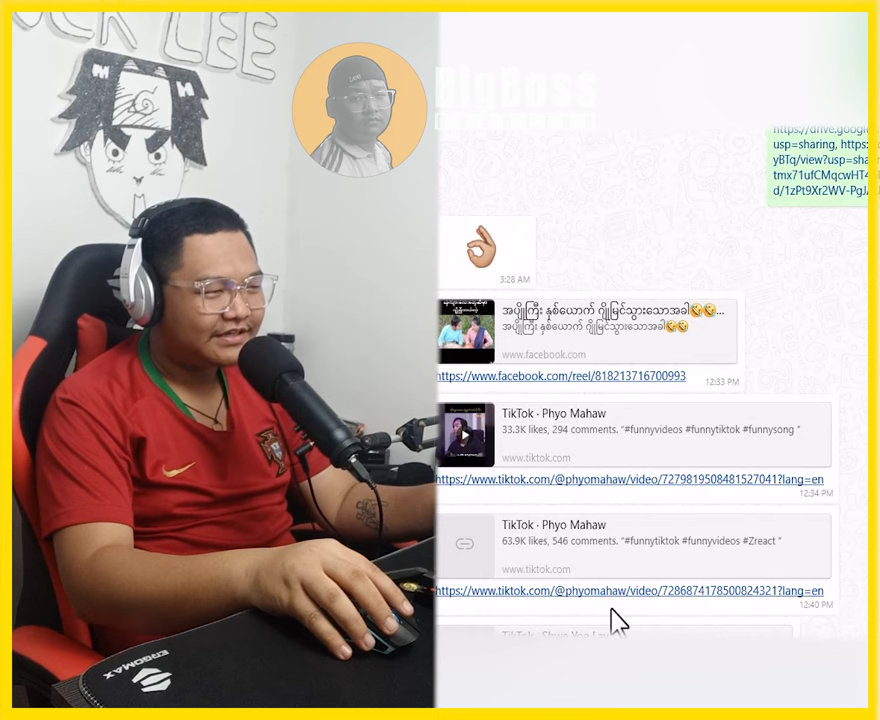 CK LEE
BigBoss
https://drive.google
usp=sharing, https:
yBTq/view?usp=sha
tmx71ufCMqcwHT4
d/1zPt9Xr2WV-PgJ
3:28 AM
အပျိုကြီး နှစ်ယောက် ဂျိုမြင်သွားသောအခါ🤣🤣...
အပျိုကြီး နှစ်ယောက် ဂျိုမြင်သွားသောအခါ🤣🤣
www.facebook.com
https://www.facebook.com/reel/818213716700993
12:33 PM
TikTok · Phyo Mahaw
33.3K likes, 294 comments. "#funnyvideos #funnytiktok #funnysong "
www.tiktok.com
https://www.tiktok.com/@phyomahaw/video/7279819508481527041?lang=en
12:34 PM
TikTok · Phyo Mahaw
63.9K likes, 546 comments. "#funnytiktok #funnyvideos #Zreact "
www.tiktok.com
https://www.tiktok.com/@phyomahaw/video/7286874178500824321?lang=en
12:40 PM
ERGOMAX